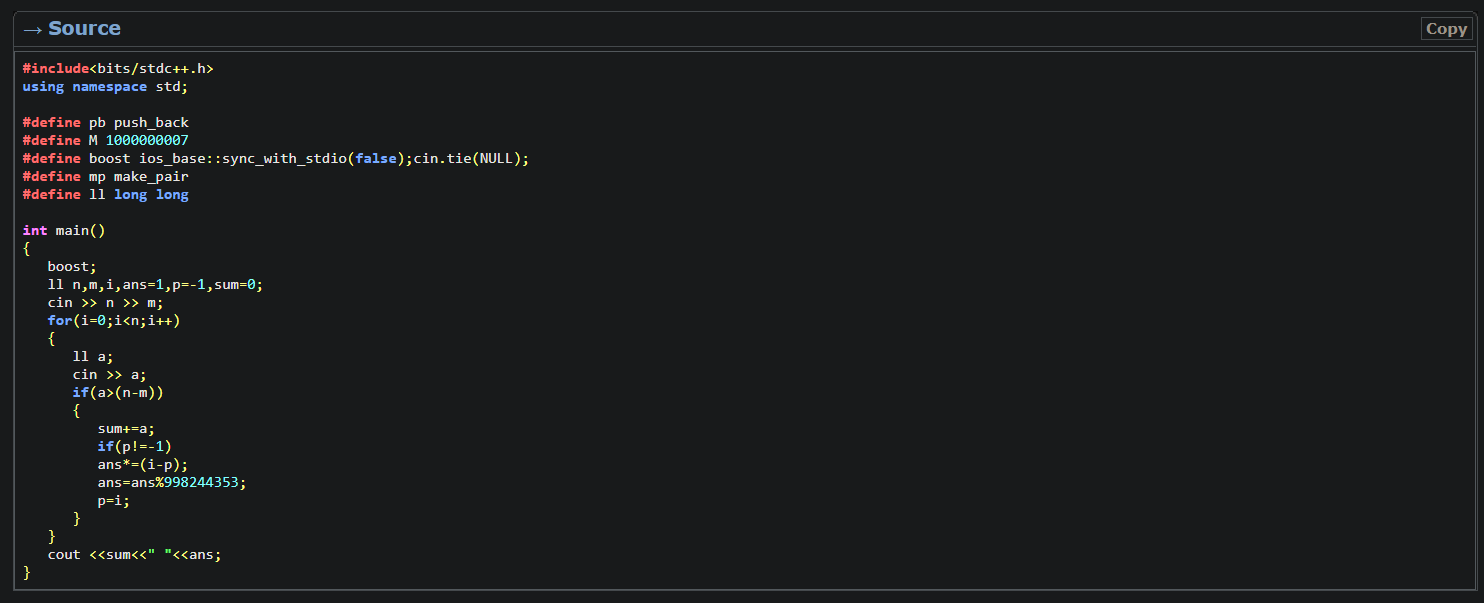 → Source
Copy
#include<bits/stdc++.h>
using namespace std;

#define pb push_back
#define M 1000000007
#define boost ios_base::sync_with_stdio(false);cin.tie(NULL);
#define mp make_pair
#define ll long long

int main()
{
   boost;
   ll n,m,i,ans=1,p=-1,sum=0;
   cin >> n >> m;
   for(i=0;i<n;i++)
   {
      ll a;
      cin >> a;
      if(a>(n-m))
      {
         sum+=a;
         if(p!=-1)
         ans*=(i-p);
         ans=ans%998244353;
         p=i;
      }
   }
   cout <<sum<<" "<<ans;
}